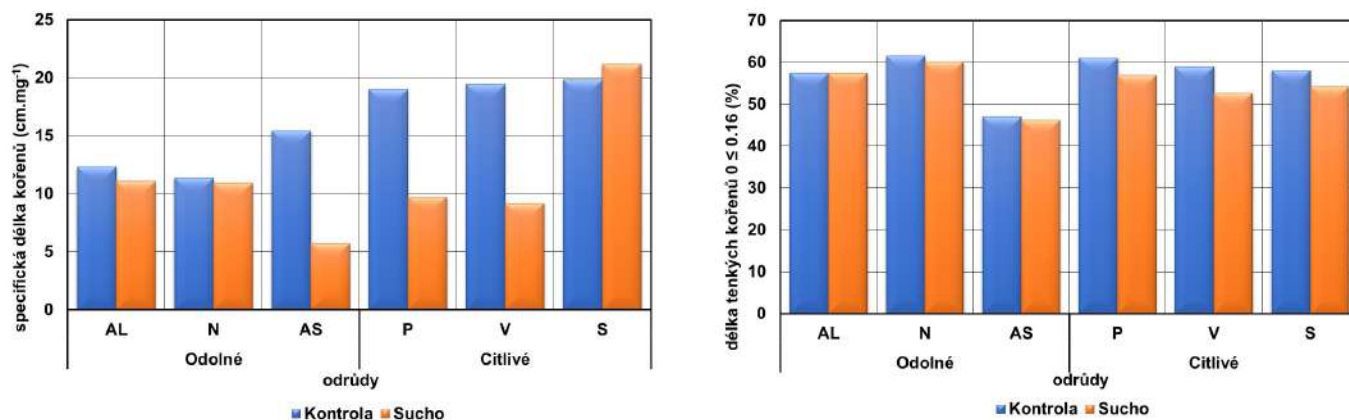 specifická délka kořenů (cm.mg⁻¹)
25
20
15
10
5
0
AL N AS P V S
Odolné Citlivé
odrůdy
Kontrola Sucho
délka tenkých kořenů 0 ≤ 0.16 (%)
70
60
50
40
30
20
10
0
AL N AS P V S
Odolné Citlivé
odrůdy
Kontrola Sucho